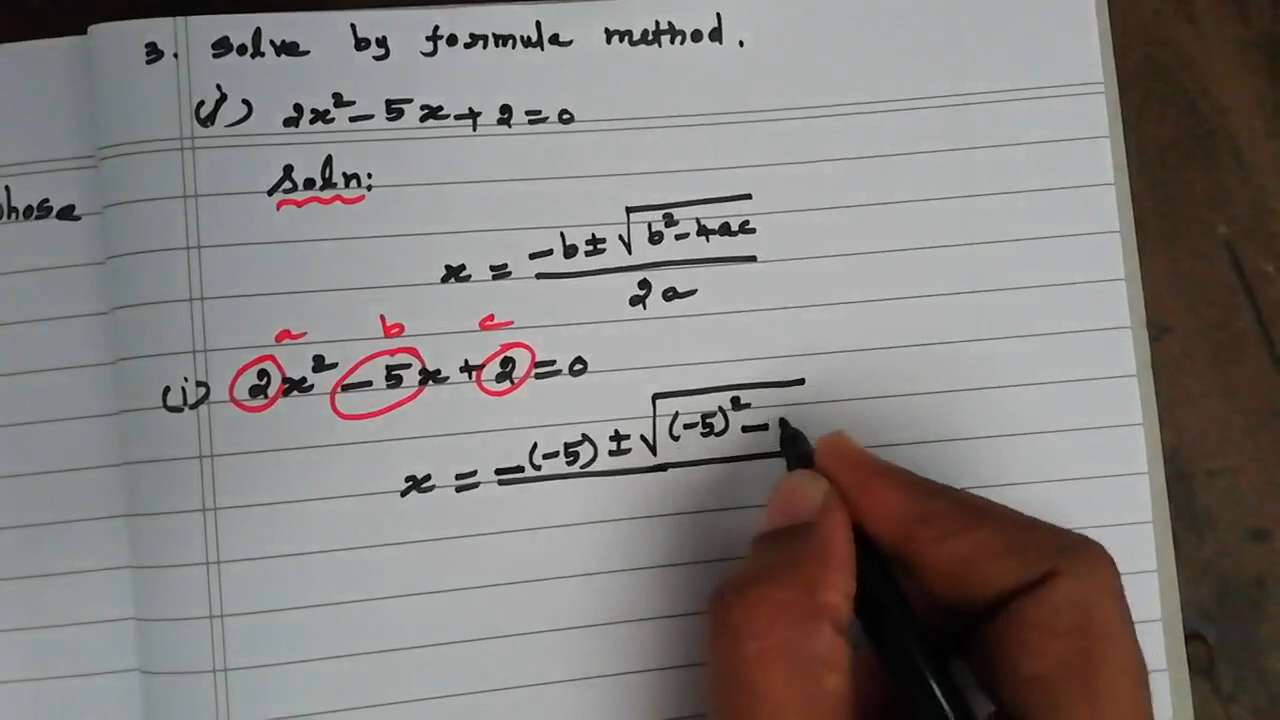 3. Solve by formula method.
(i) 2x² - 5x + 2 = 0
Soln:
x = -b ± √(b² - 4ac) / 2a
a b c
(i) 2x² - 5x + 2 = 0
x = -(-5) ± √((-5)² -